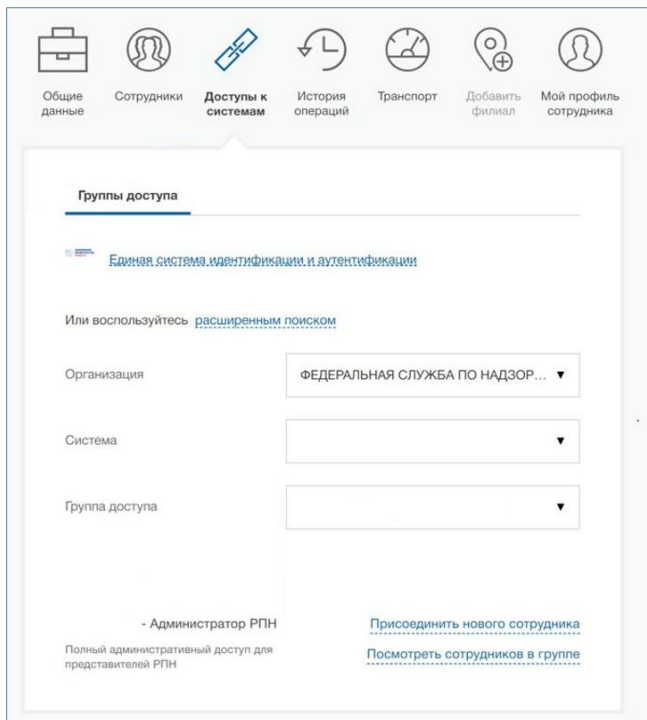 Общие данные
Сотрудники
Доступы к системам
История операций
Транспорт
Добавить филиал
Мой профиль сотрудника
Группы доступа
Единая система идентификации и аутентификации
Или воспользуйтесь расширенным поиском
Организация
ФЕДЕРАЛЬНАЯ СЛУЖБА ПО НАДЗОР...
Система
Группа доступа
- Администратор РПН
Присоединить нового сотрудника
Полный административный доступ для
представителей РПН
Посмотреть сотрудников в группе